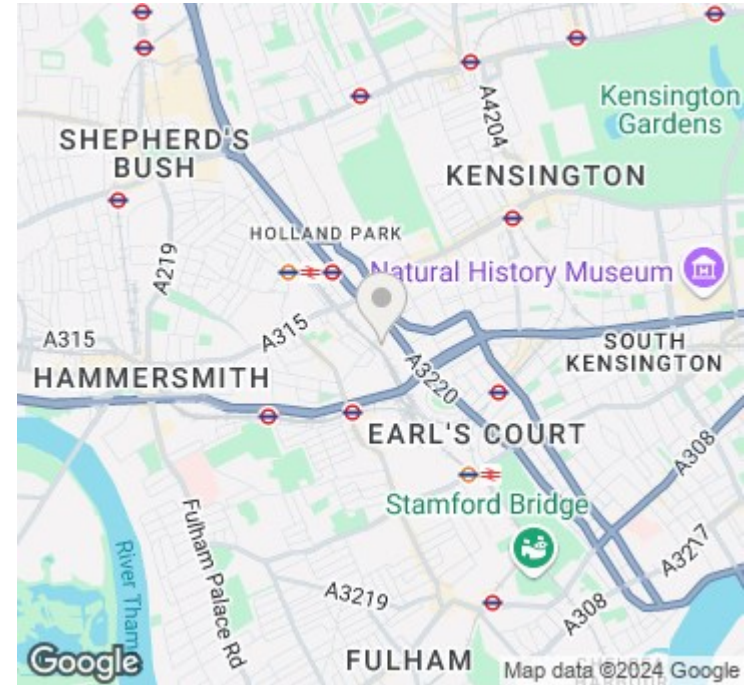 Kensington
Gardens
A4204
SHEPHERD'S
BUSH
KENSINGTON
HOLLAND PARK
A219
Natural History Museum
A315
A315
SOUTH
KENSINGTON
HAMMERSMITH
A3220
EARL'S COURT
A308
Stamford Bridge
Fulham Palace Rd
River Tham
A3217
A3219
A308
FULHAM
Google
Map data ©2024 Google